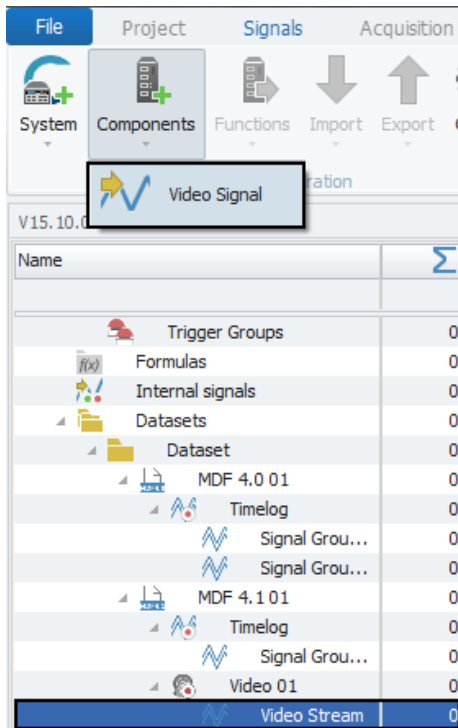 File Project Signals Acquisition
System Components Functions Import Export
Video Signal
V15.10.
Name Σ
Trigger Groups 0
f(x) Formulas 0
Internal signals 0
Datasets 0
Dataset 0
MDF 4.0 01 0
Timelog 0
Signal Grou... 0
Signal Grou... 0
MDF 4.1 01 0
Timelog 0
Signal Grou... 0
Video 01 0
Video Stream 0